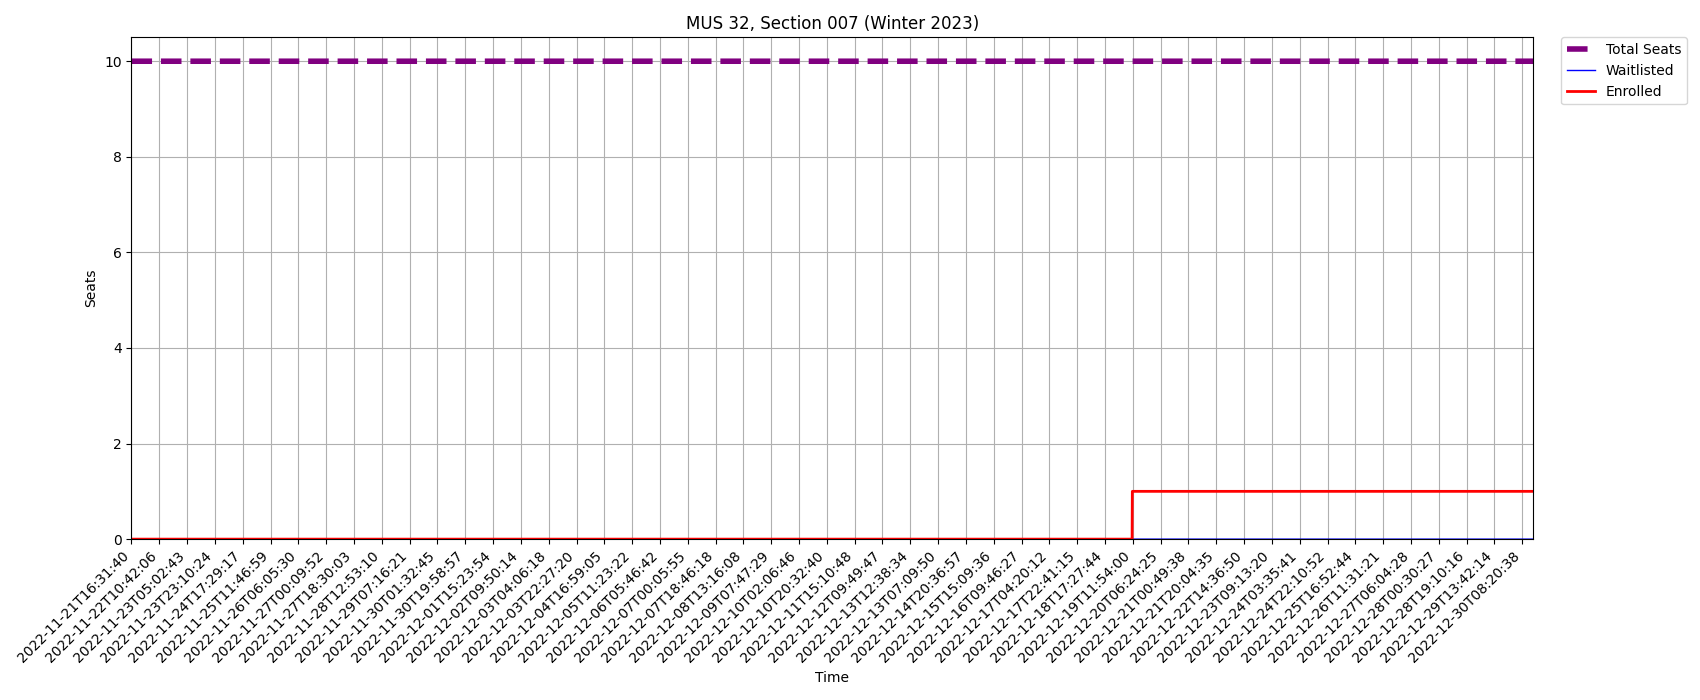 MUS 32, Section 007 (Winter 2023)
Total Seats
Waitlisted
Enrolled
10
8
6
4
2
0
Seats
2022-11-21T16:31:40
2022-11-22T10:42:06
2022-11-23T05:02:43
2022-11-23T23:10:24
2022-11-24T17:29:17
2022-11-25T11:46:59
2022-11-26T06:05:30
2022-11-27T00:09:52
2022-11-27T18:30:03
2022-11-28T12:53:10
2022-11-29T07:16:21
2022-11-30T01:32:45
2022-11-30T19:58:57
2022-12-01T15:23:54
2022-12-02T09:50:14
2022-12-03T04:06:18
2022-12-03T22:27:20
2022-12-04T16:59:05
2022-12-05T11:23:22
2022-12-06T05:46:42
2022-12-07T00:05:55
2022-12-07T18:46:18
2022-12-08T13:16:08
2022-12-09T07:47:29
2022-12-10T02:06:46
2022-12-10T20:32:40
2022-12-11T15:10:48
2022-12-12T09:49:47
2022-12-13T12:38:34
2022-12-13T07:09:50
2022-12-14T20:36:57
2022-12-15T15:09:36
2022-12-16T09:46:27
2022-12-17T04:20:12
2022-12-17T22:41:15
2022-12-18T17:27:44
2022-12-19T11:54:00
2022-12-20T06:24:25
2022-12-21T00:49:38
2022-12-21T20:04:35
2022-12-22T14:36:50
2022-12-23T09:13:20
2022-12-24T03:35:41
2022-12-24T22:10:52
2022-12-25T16:52:44
2022-12-26T11:31:21
2022-12-27T06:04:28
2022-12-28T00:30:27
2022-12-28T19:10:16
2022-12-29T13:42:14
2022-12-30T08:20:38
Time